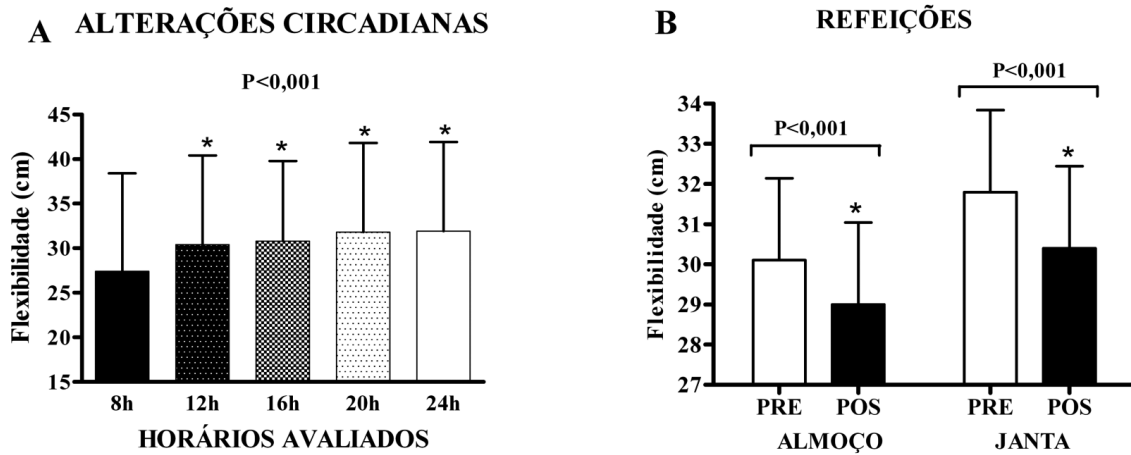 A ALTERAÇÕES CIRCADIANAS
P<0,001
45
40
35
30
25
20
15
Flexibilidade (cm)
* * * *
8h 12h 16h 20h 24h
HORÁRIOS AVALIADOS
B REFEIÇÕES
P<0,001
P<0,001
34
33
32
31
30
29
28
27
Flexibilidade (cm)
* *
PRE POS PRE POS
ALMOÇO JANTA